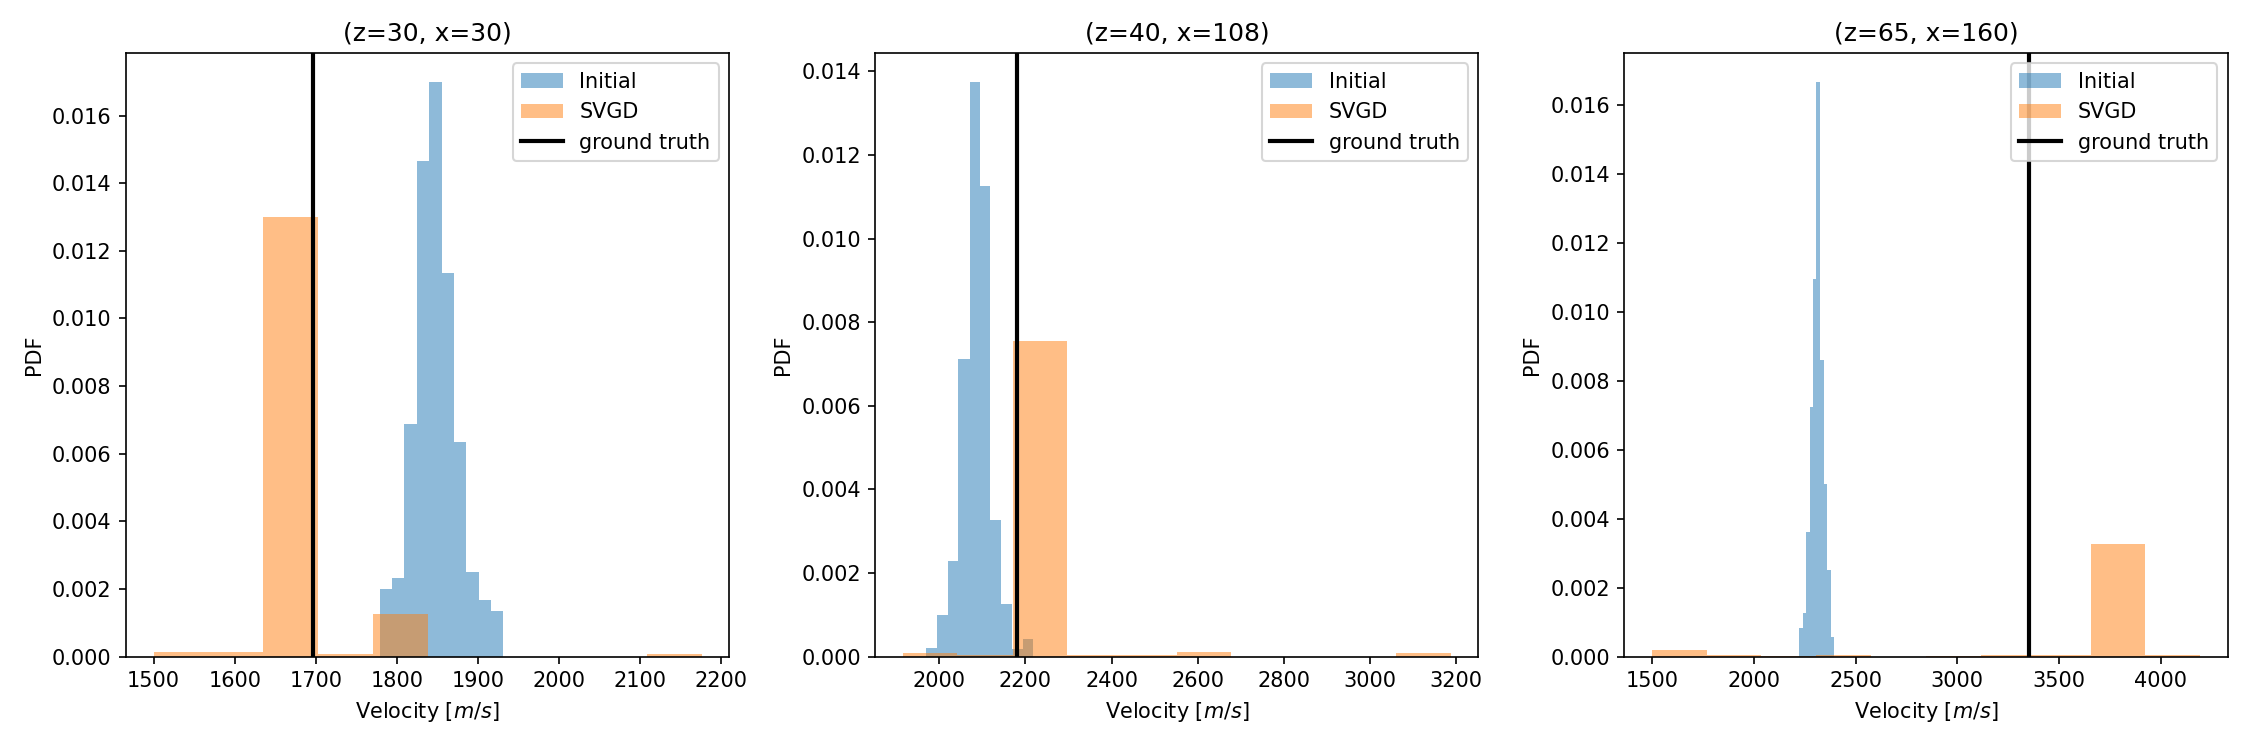 (z=30, x=30)
Initial
SVGD
ground truth
0.016
0.014
0.012
0.010
0.008
0.006
0.004
0.002
0.000
PDF
1500 1600 1700 1800 1900 2000 2100 2200
Velocity [m/s]
(z=40, x=108)
Initial
SVGD
ground truth
0.014
0.012
0.010
0.008
0.006
0.004
0.002
0.000
PDF
2000 2200 2400 2600 2800 3000 3200
Velocity [m/s]
(z=65, x=160)
Initial
SVGD
ground truth
0.016
0.014
0.012
0.010
0.008
0.006
0.004
0.002
0.000
PDF
1500 2000 2500 3000 3500 4000
Velocity [m/s]